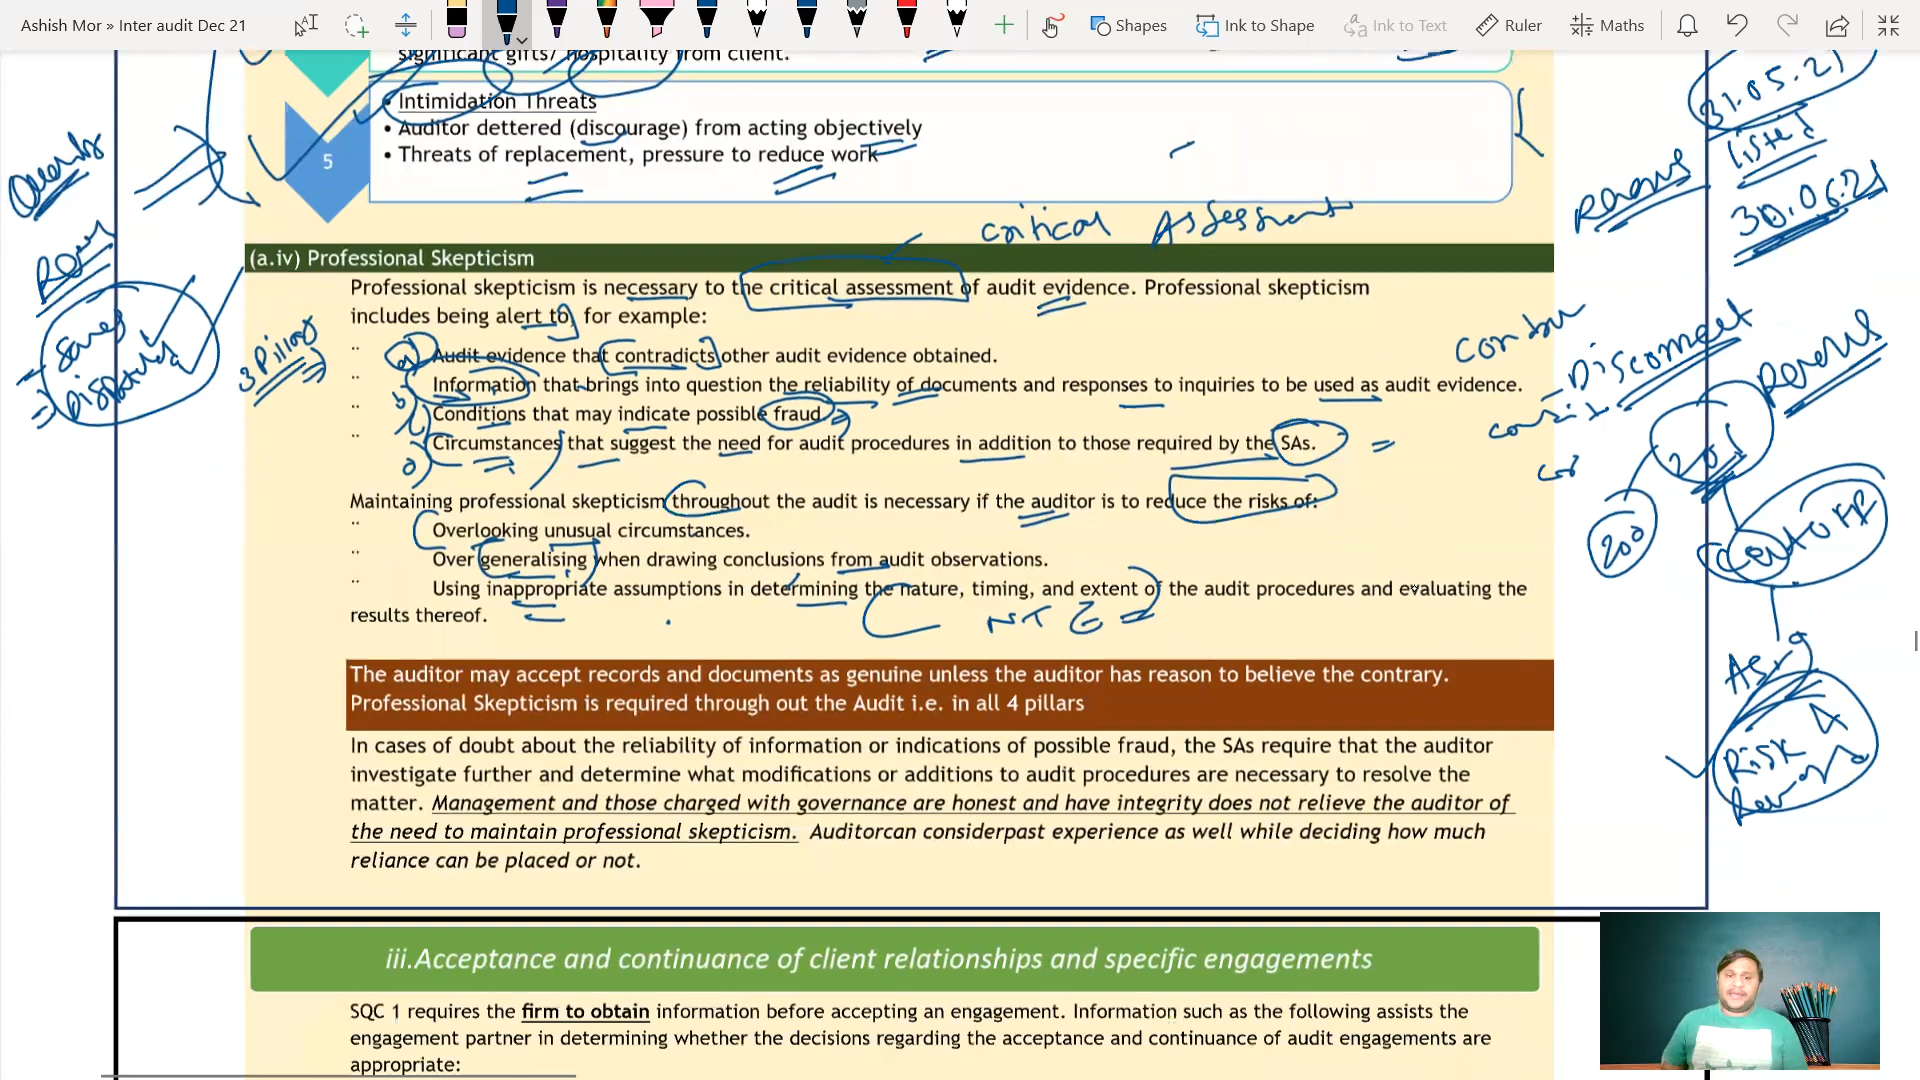 Ashish Mor » Inter audit Dec 21
Shapes
Ink to Shape
Ink to Text
Ruler
Maths
significant gifts/ hospitality from client.
5
• Intimidation Threats
• Auditor dettered (discourage) from acting objectively
• Threats of replacement, pressure to reduce work
31.05.21
Listed
30.06.21
critical Assessment
(a.iv) Professional Skepticism
Professional skepticism is necessary to the critical assessment of audit evidence. Professional skepticism
includes being alert to, for example:
3 Pillars
a) Audit evidence that contradicts other audit evidence obtained.
b) Information that brings into question the reliability of documents and responses to inquiries to be used as audit evidence.
Conditions that may indicate possible fraud
Circumstances that suggest the need for audit procedures in addition to those required by the SAs.
Maintaining professional skepticism throughout the audit is necessary if the auditor is to reduce the risks of:
Overlooking unusual circumstances.
Over generalising when drawing conclusions from audit observations.
Using inappropriate assumptions in determining the nature, timing, and extent of the audit procedures and evaluating the
results thereof.
NTE
200
Risk
The auditor may accept records and documents as genuine unless the auditor has reason to believe the contrary.
Professional Skepticism is required through out the Audit i.e. in all 4 pillars
In cases of doubt about the reliability of information or indications of possible fraud, the SAs require that the auditor
investigate further and determine what modifications or additions to audit procedures are necessary to resolve the
matter. Management and those charged with governance are honest and have integrity does not relieve the auditor of
the need to maintain professional skepticism. Auditorcan considerpast experience as well while deciding how much
reliance can be placed or not.
iii.Acceptance and continuance of client relationships and specific engagements
SQC 1 requires the firm to obtain information before accepting an engagement. Information such as the following assists the
engagement partner in determining whether the decisions regarding the acceptance and continuance of audit engagements are
appropriate: